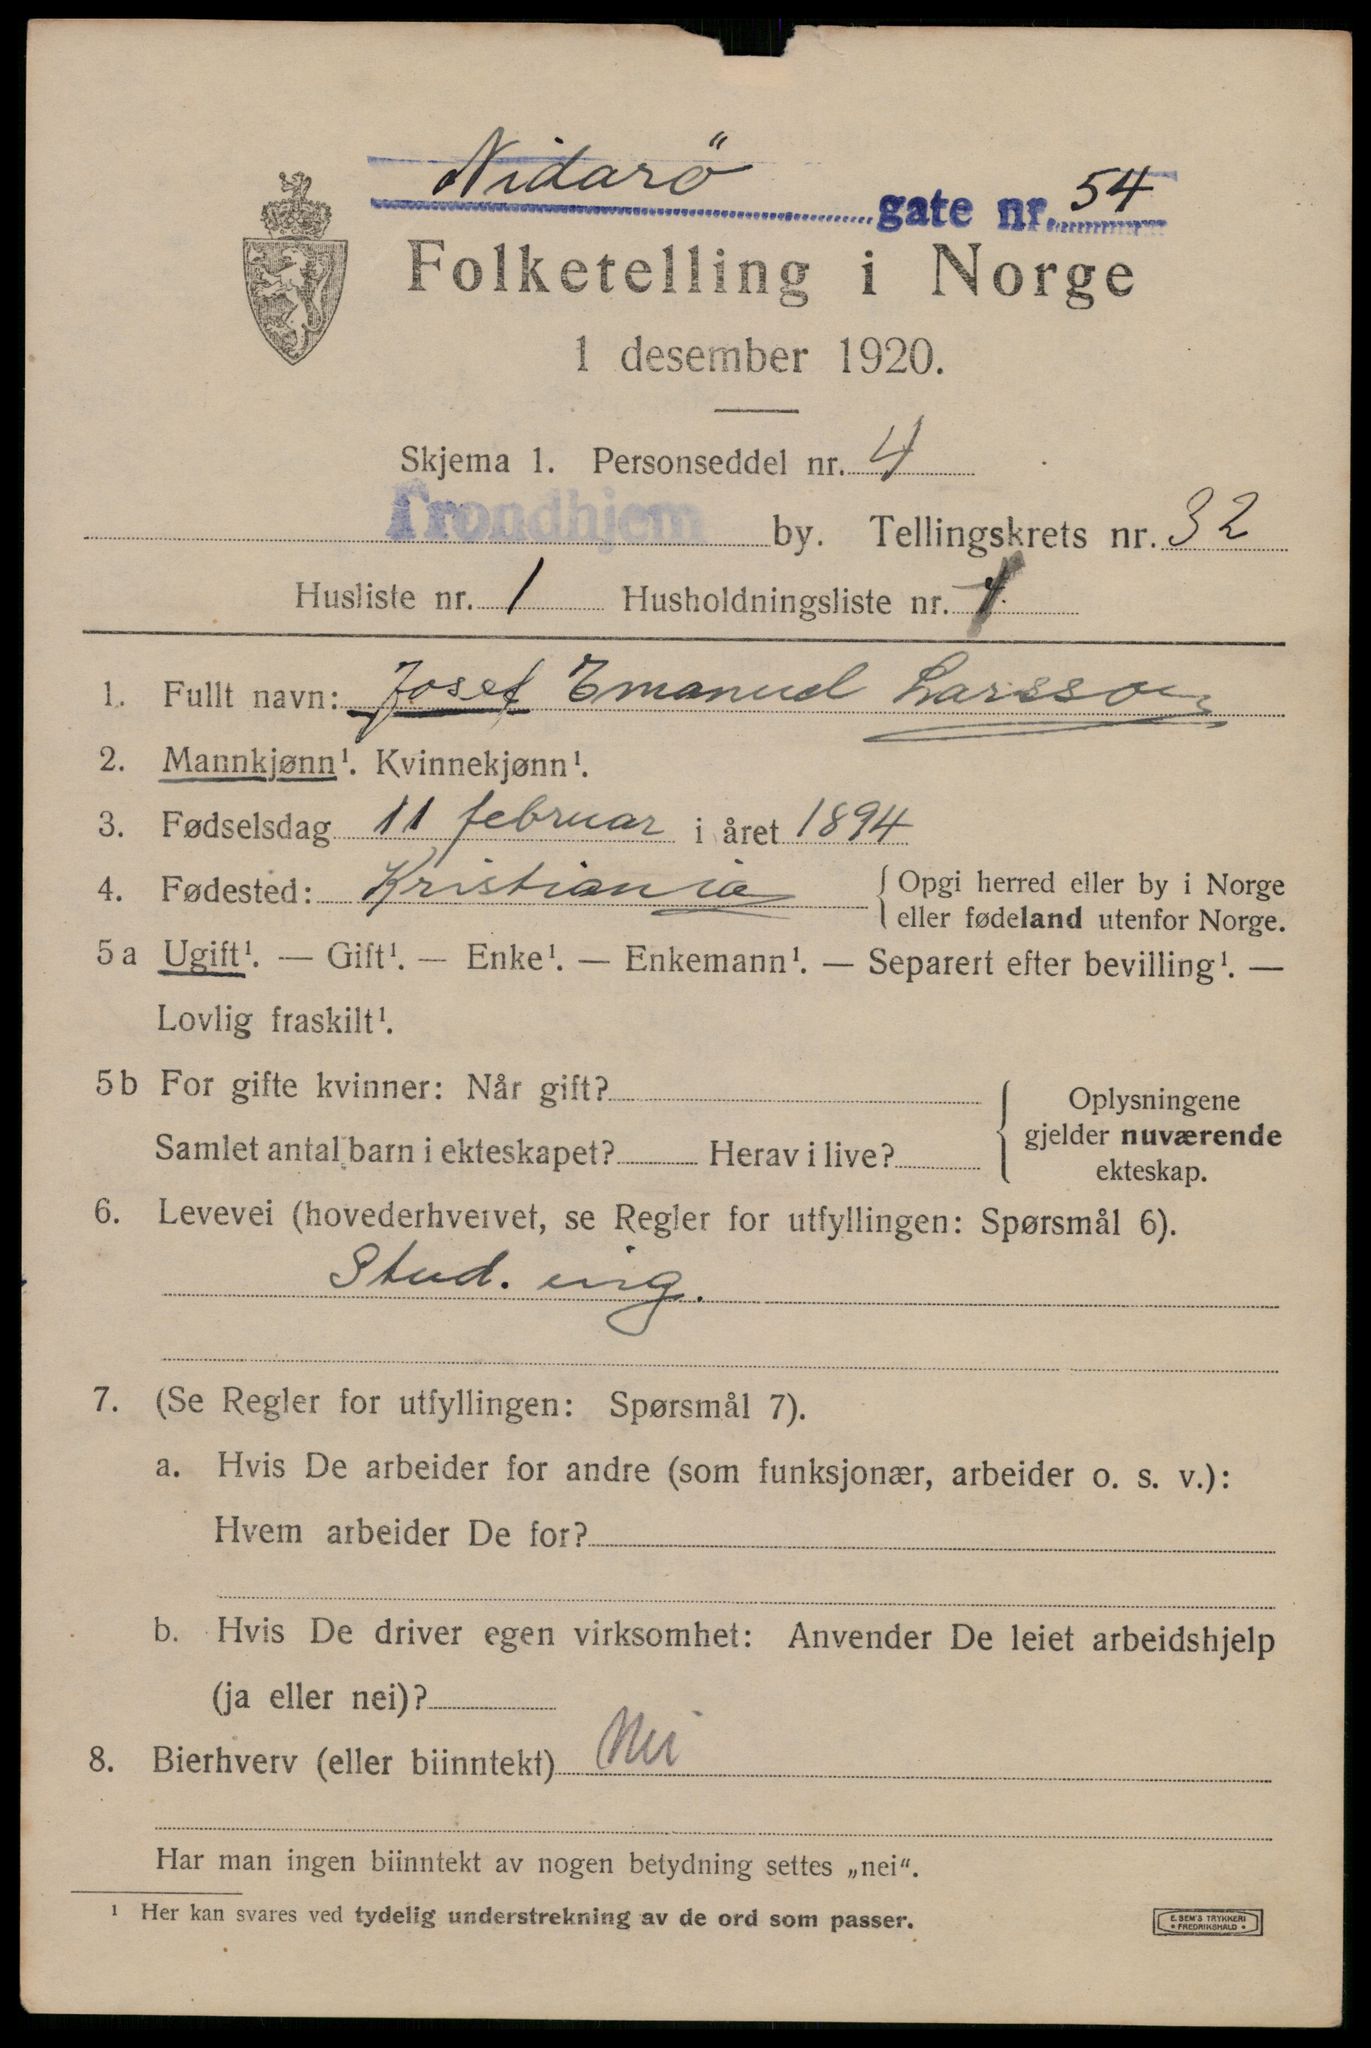 Nidarö gate nr. 54
Folketelling i Norge
1 desember 1920.
Skjema 1. Personseddel nr. 4
Trondhjem by. Tellingskrets nr. 32
Husliste nr. 1 Husholdningsliste nr.
1. Fullt navn: Josef Emanuel Larsson
2. Mannkjønn¹. Kvinnekjønn¹.
3. Fødselsdag 11 februar i året 1894
4. Fødested: Kristiania { Opgi herred eller by i Norge
eller fødeland utenfor Norge.
5a Ugift¹. — Gift¹. — Enke¹. — Enkemann¹. — Separert efter bevilling¹. —
Lovlig fraskilt¹.
5b For gifte kvinner: Når gift?
Samlet antal barn i ekteskapet? Herav i live?
{ Oplysningene
gjelder nuværende
ekteskap.
6. Levevei (hovederhvervet, se Regler for utfyllingen: Spørsmål 6).
Stud. ing.
7. (Se Regler for utfyllingen: Spørsmål 7).
a. Hvis De arbeider for andre (som funksjonær, arbeider o. s. v.):
Hvem arbeider De for?
b. Hvis De driver egen virksomhet: Anvender De leiet arbeidshjelp
(ja eller nei)?
8. Bierhverv (eller biinntekt) Nei
Har man ingen biinntekt av nogen betydning settes „nei“.
¹ Her kan svares ved tydelig understrekning av de ord som passer.
E. SEM'S TRYKKERI
* FREDRIKSHALD *